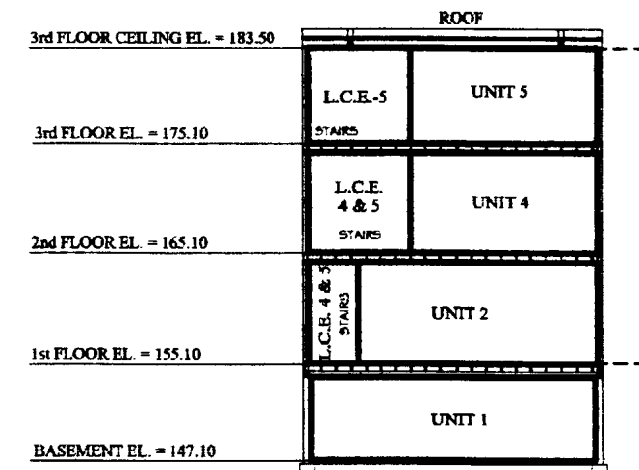 ROOF
3rd FLOOR CEILING EL. = 183.50
L.C.E.-5
UNIT 5
STAIRS
3rd FLOOR EL. = 175.10
L.C.E.
4 & 5
UNIT 4
STAIRS
2nd FLOOR EL. = 165.10
L.C.E. 4 & 5
STAIRS
UNIT 2
1st FLOOR EL. = 155.10
UNIT 1
BASEMENT EL. = 147.10